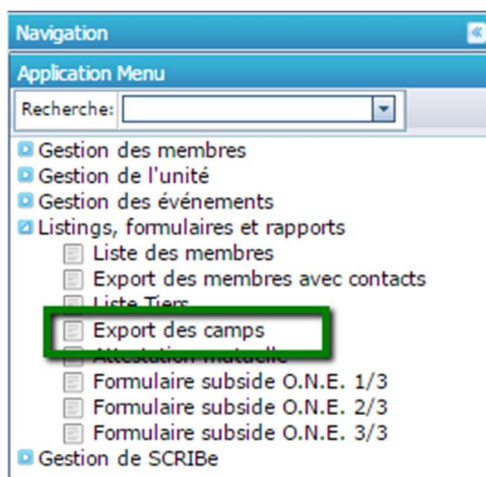 Navigation
Application Menu
Recherche:
Gestion des membres
Gestion de l'unité
Gestion des événements
Listings, formulaires et rapports
Liste des membres
Export des membres avec contacts
Liste Tiers
Export des camps
Attestation mutuelle
Formulaire subside O.N.E. 1/3
Formulaire subside O.N.E. 2/3
Formulaire subside O.N.E. 3/3
Gestion de SCRIBe